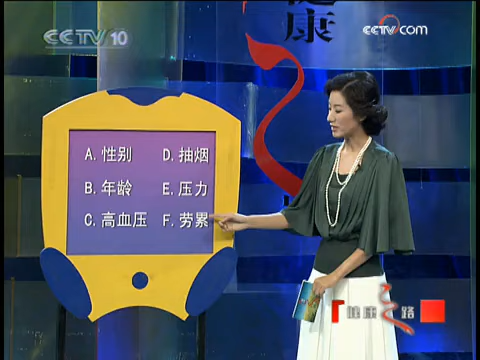 CCTV 10
健康
CCTV.com
A. 性别 D. 抽烟
B. 年龄 E. 压力
C. 高血压 F. 劳累
健康之路